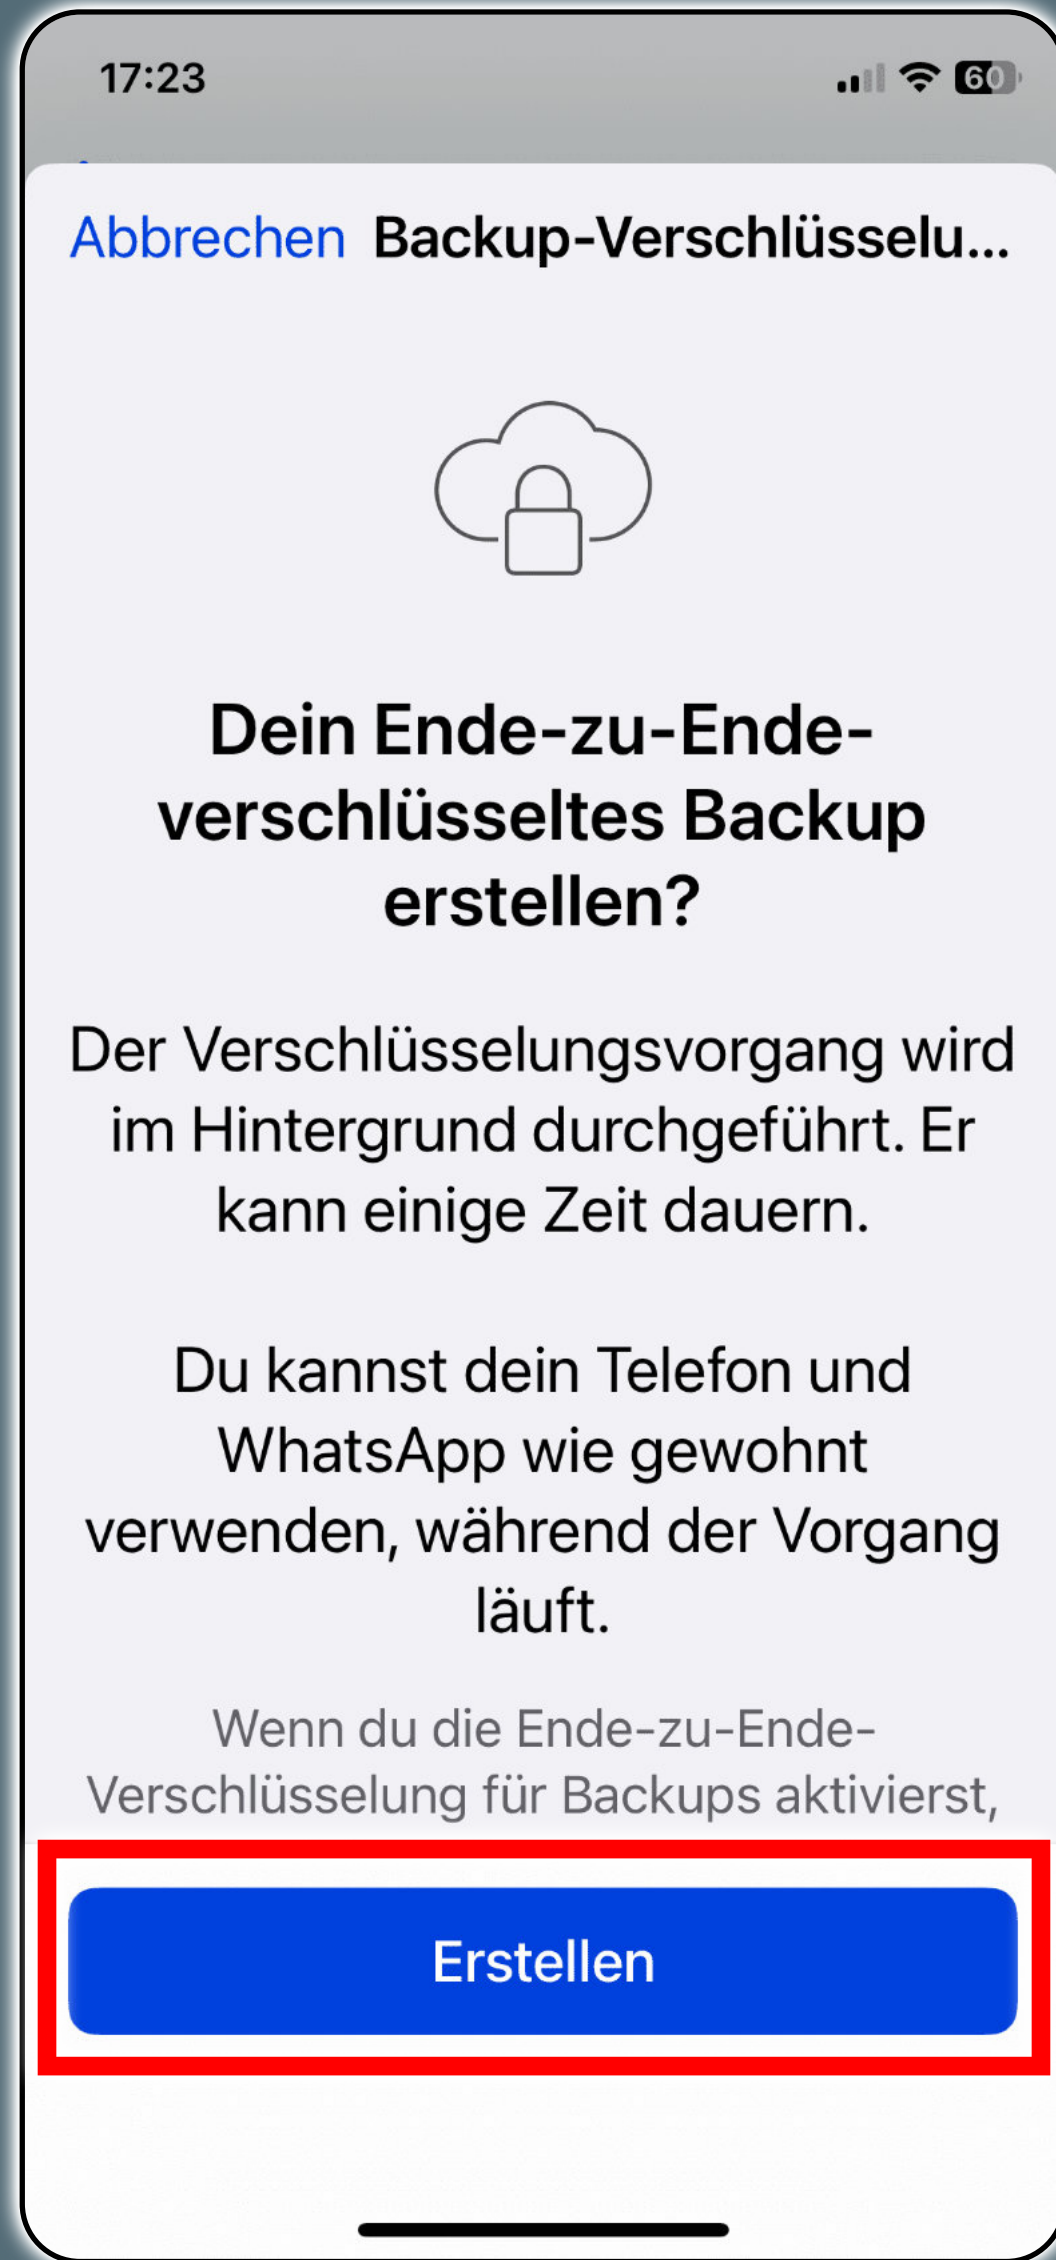 17:23
60
Abbrechen Backup-Verschlüsselu...
Dein Ende-zu-Ende-
verschlüsseltes Backup
erstellen?
Der Verschlüsselungsvorgang wird
im Hintergrund durchgeführt. Er
kann einige Zeit dauern.
Du kannst dein Telefon und
WhatsApp wie gewohnt
verwenden, während der Vorgang
läuft.
Wenn du die Ende-zu-Ende-
Verschlüsselung für Backups aktivierst,
Erstellen